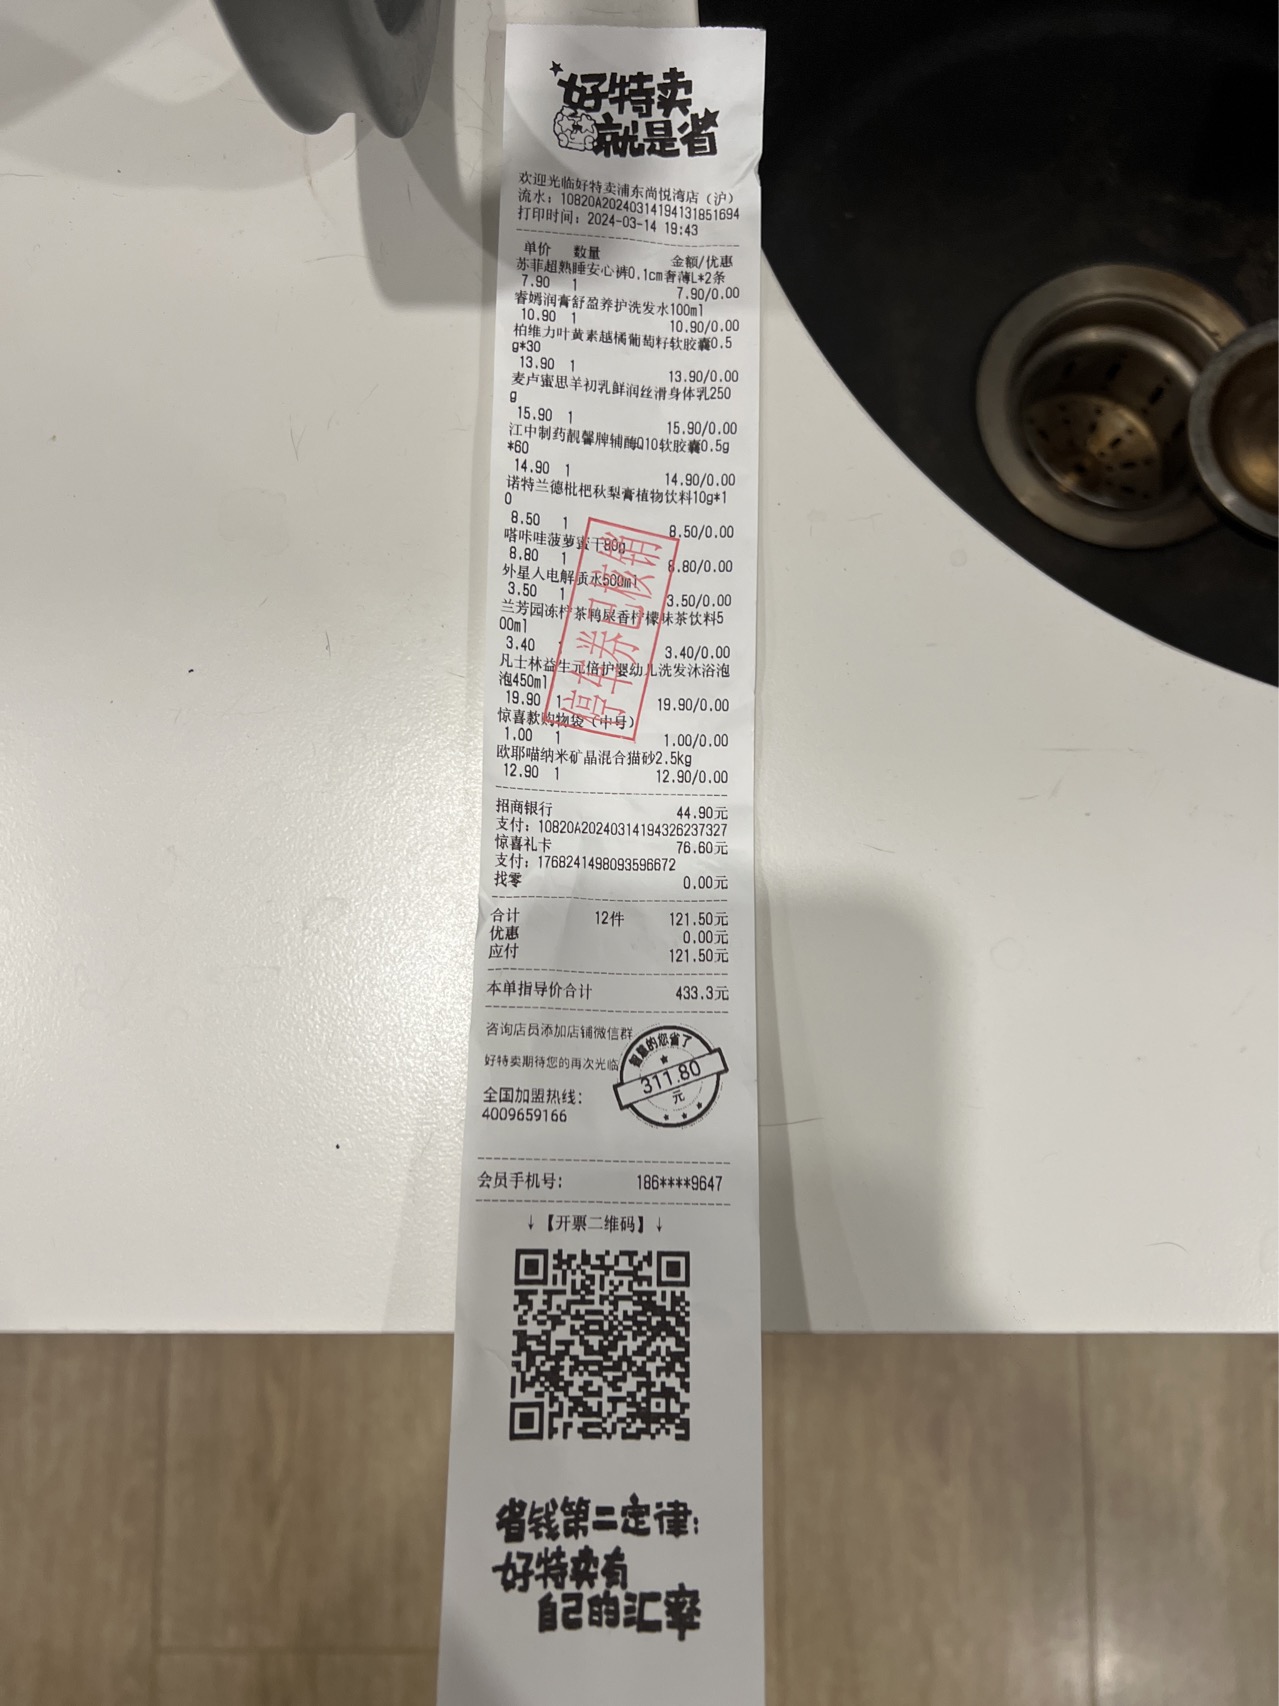 好特卖
就是省
欢迎光临好特卖浦东尚悦湾店（沪）
流水：10820A20240314194131851694
打印时间：2024-03-14 19:43
单价 数量 金额/优惠
苏菲超熟睡安心裤0.1cm奢薄L*2条
7.90 1 7.90/0.00
睿嫣润膏舒盈养护洗发水100ml
10.90 1 10.90/0.00
柏维力叶黄素越橘葡萄籽软胶囊0.5
g*30
13.90 1 13.90/0.00
麦卢蜜思羊初乳鲜润丝滑身体乳250
g
15.90 1 15.90/0.00
江中制药靓馨牌辅酶Q10软胶囊0.5g
*60
14.90 1 14.90/0.00
诺特兰德枇杷秋梨膏植物饮料10g*1
0
8.50 1 8.50/0.00
嗒咔哇菠萝蜜干80g
8.80 1 8.80/0.00
外星人电解质水500ml
3.50 1 3.50/0.00
兰芳园冻柠茶鸭屎香柠檬味茶饮料5
00ml
3.40 1 3.40/0.00
凡士林益生元倍护婴幼儿洗发沐浴泡
泡450ml
19.90 1 19.90/0.00
惊喜款购物袋（中号）
1.00 1 1.00/0.00
欧耶喵纳米矿晶混合猫砂2.5kg
12.90 1 12.90/0.00
停车券已核销
招商银行 44.90元
支付：10820A20240314194326237327
惊喜礼卡 76.60元
支付：1768241498093596672
找零 0.00元
合计 12件 121.50元
优惠 0.00元
应付 121.50元
本单指导价合计 433.3元
咨询店员添加店铺微信群
好特卖期待您的再次光临
智慧的您省了
311.80
元
全国加盟热线：
4009659166
会员手机号： 186****9647
↓【开票二维码】↓
省钱第二定律：
好特卖有
自己的汇率